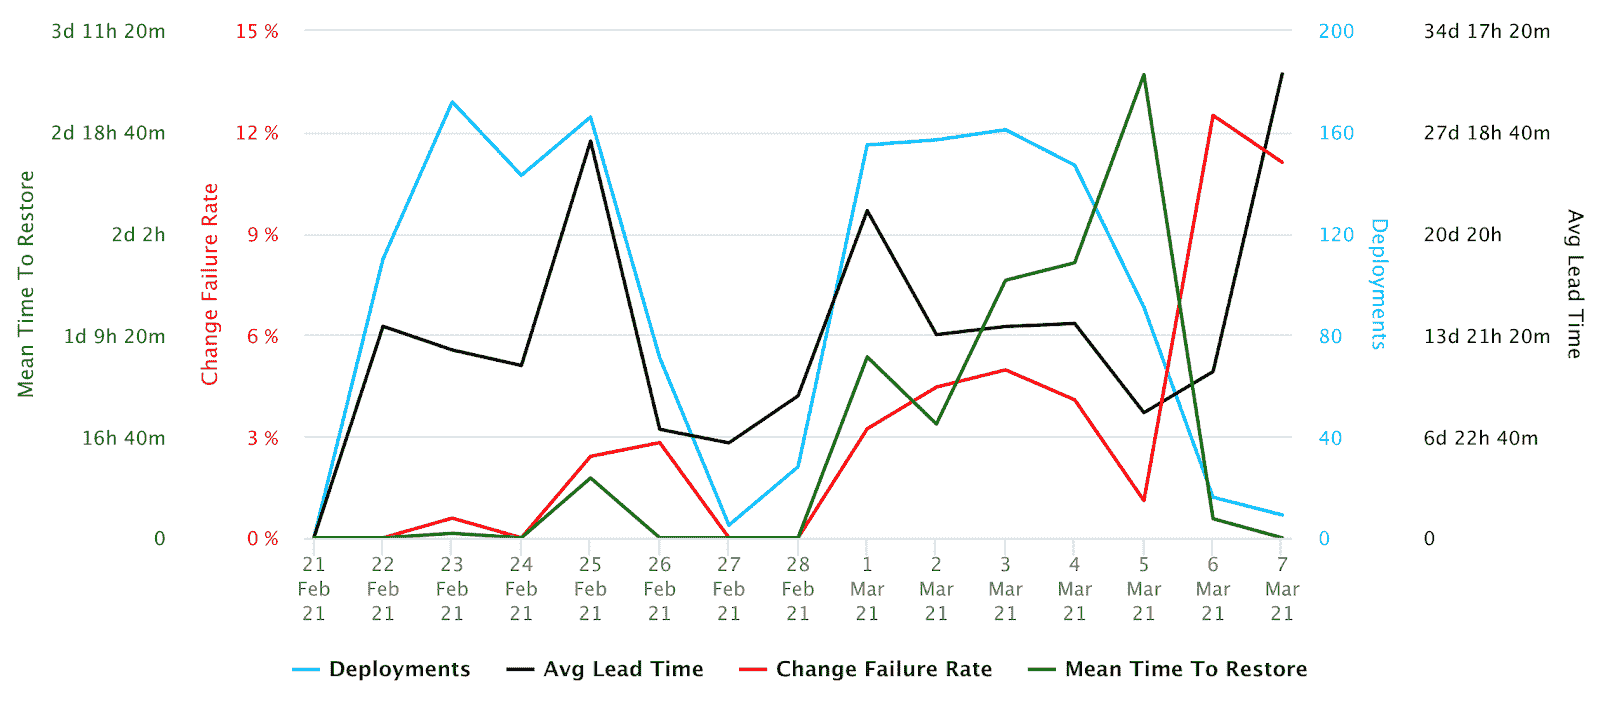 3d 11h 20m 15 % 200 34d 17h 20m
2d 18h 40m 12 % 160 27d 18h 40m
2d 2h 9 % 120 20d 20h
1d 9h 20m 6 % 80 13d 21h 20m
16h 40m 3 % 40 6d 22h 40m
0 0 % 0 0
Mean Time To Restore
Change Failure Rate
Deployments
Avg Lead Time
21 22 23 24 25 26 27 28 1 2 3 4 5 6 7
Feb Feb Feb Feb Feb Feb Feb Feb Mar Mar Mar Mar Mar Mar Mar
21 21 21 21 21 21 21 21 21 21 21 21 21 21 21
Deployments Avg Lead Time Change Failure Rate Mean Time To Restore